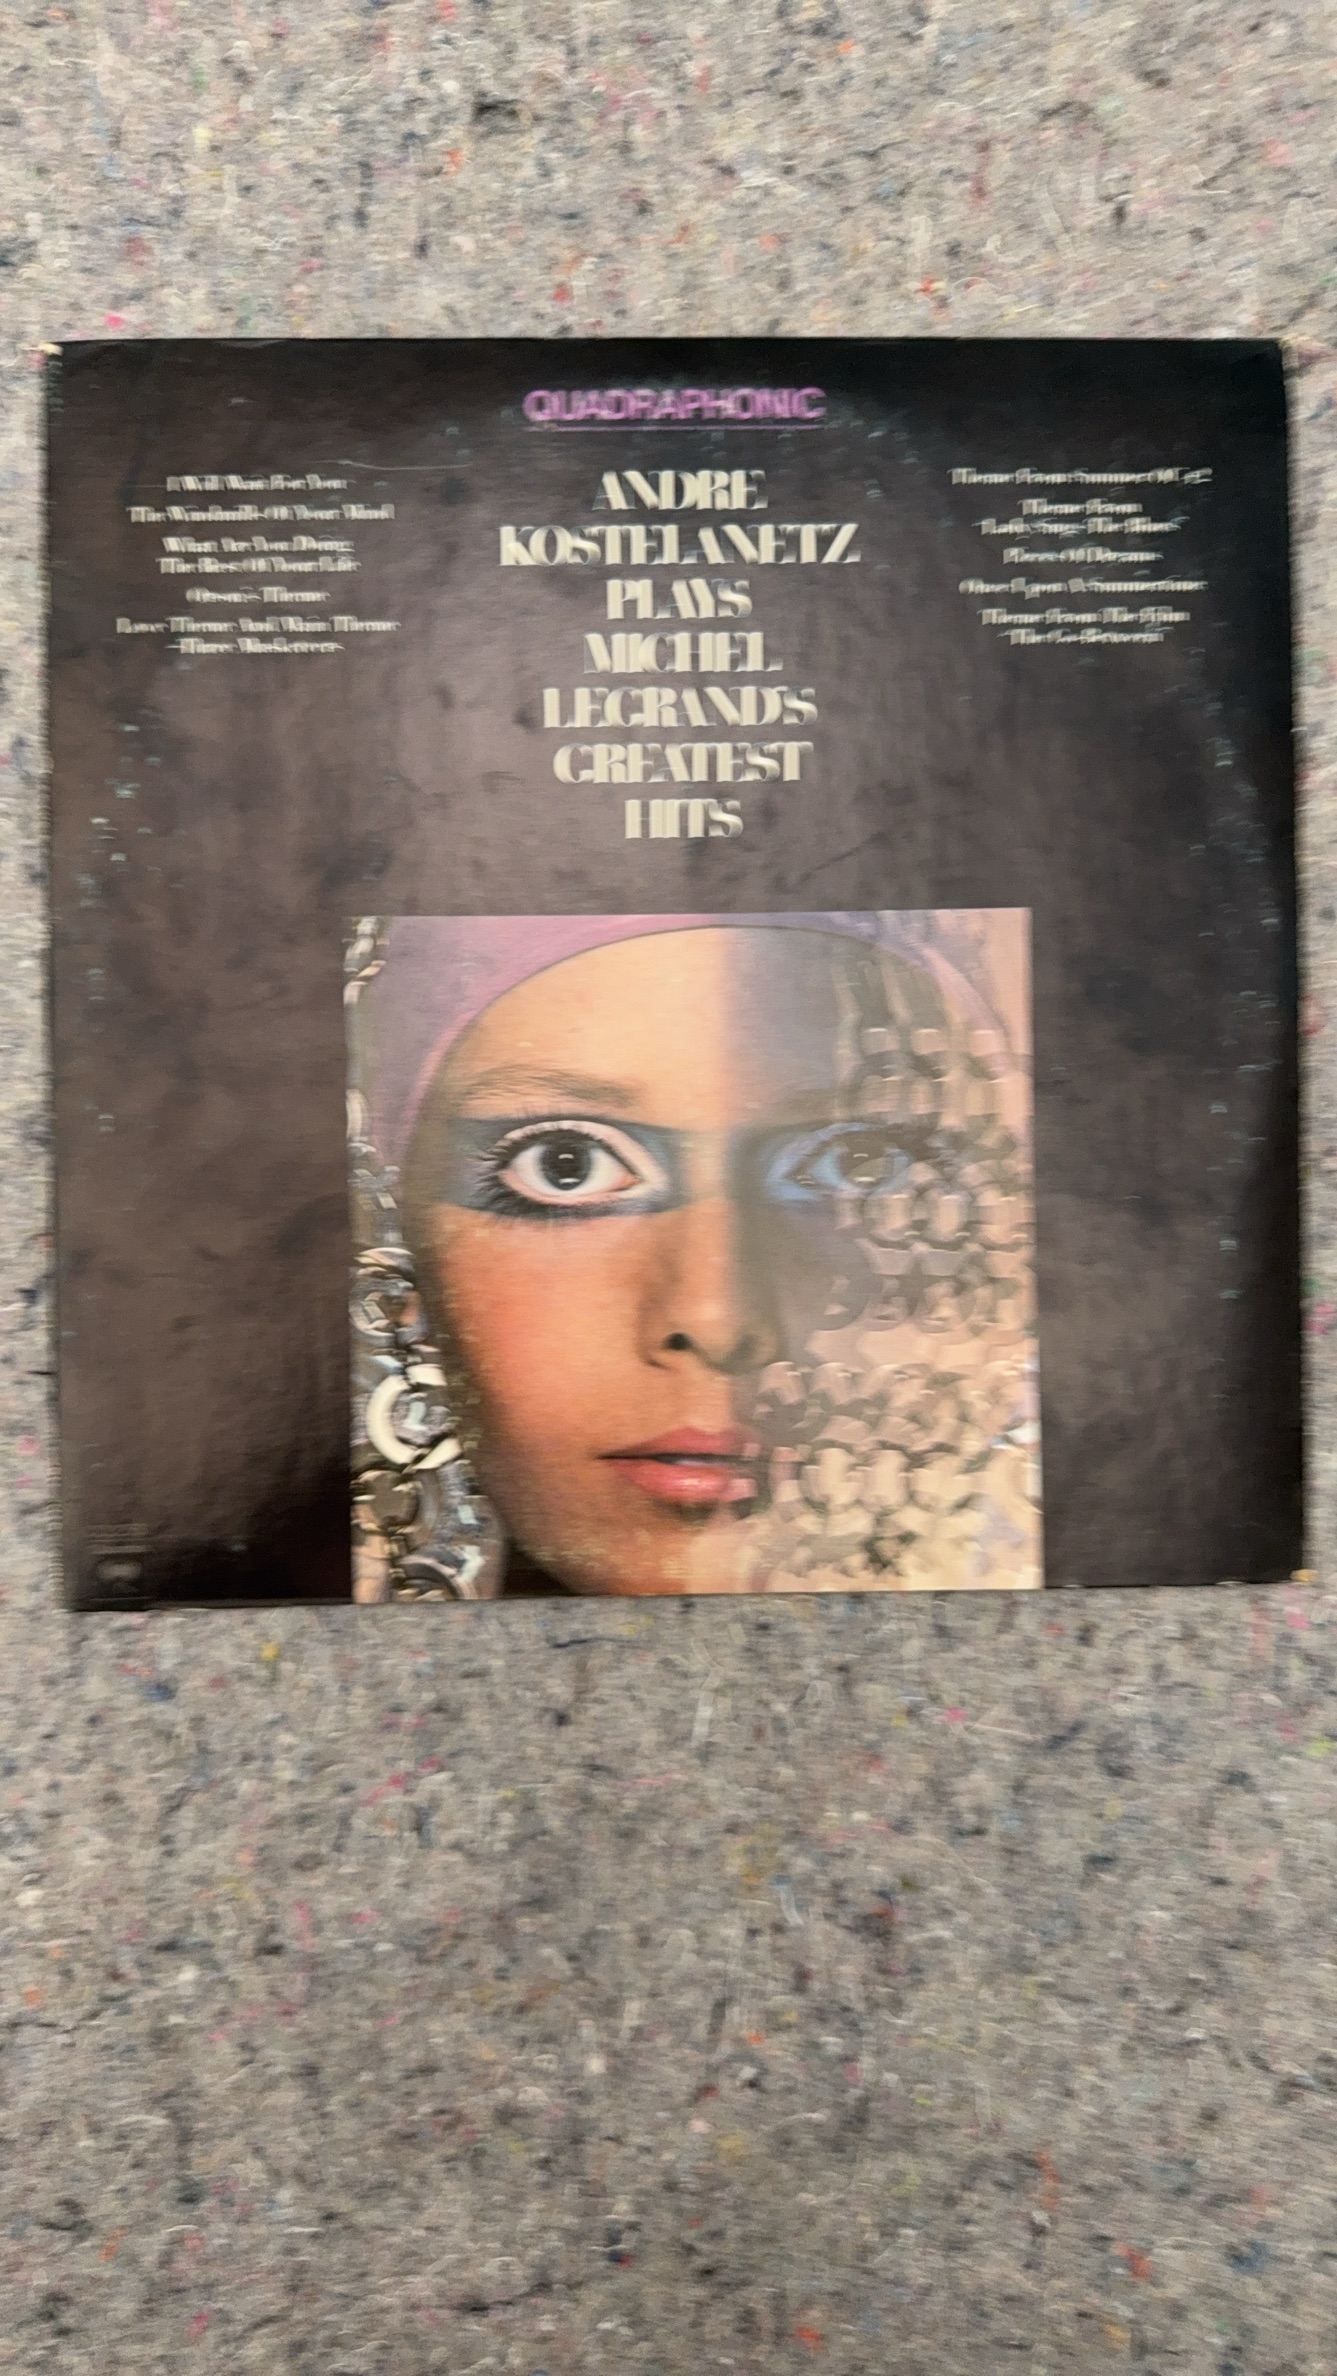 QUADRAPHONIC
I Will Wait For You
The Windmills Of Your Mind
What Are You Doing
The Rest Of Your Life
Brian's Theme
Love Theme And Main Theme
Three Musketeers
ANDRE
KOSTELANETZ
PLAYS
MICHEL
LEGRAND'S
GREATEST
HITS
Theme From Summer Of '42
Theme From
Lady Sings The Blues
Pieces Of Dreams
Once Upon A Summertime
Theme From The Film
The Go-Between